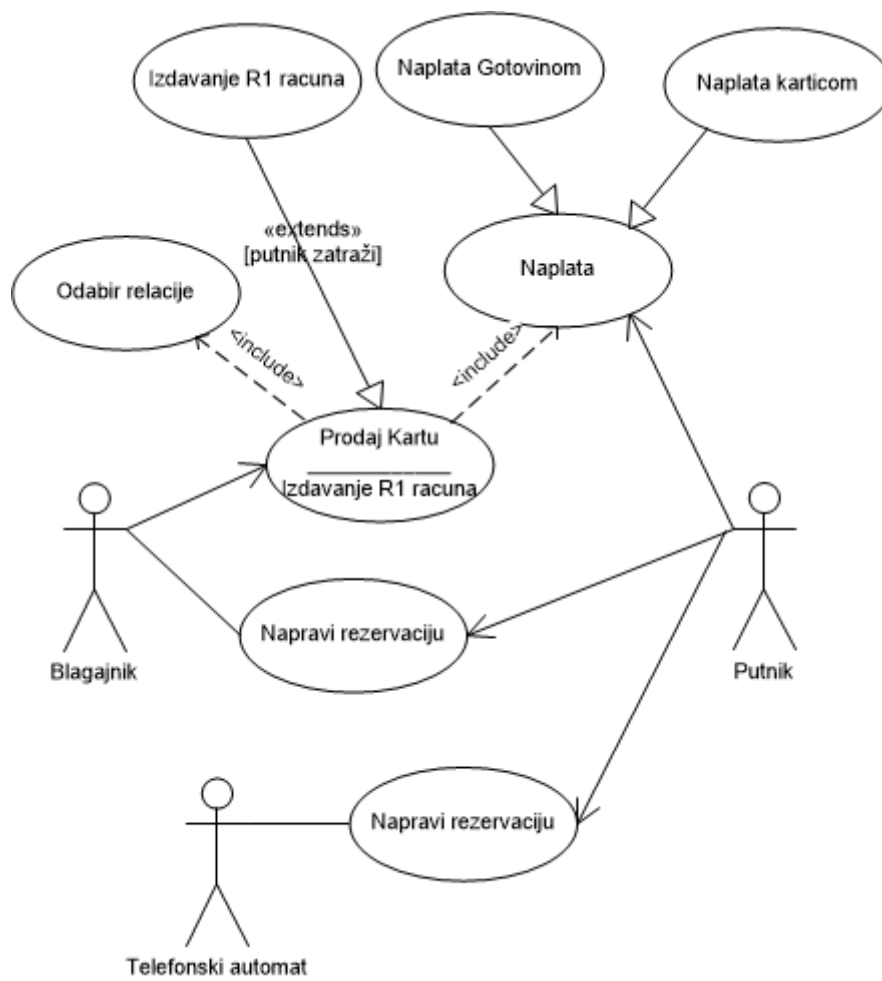 Izdavanje R1 racuna
Naplata Gotovinom
Naplata karticom
«extends»
[putnik zatraži]
Odabir relacije
Naplata
<include>
<include>
Prodaj Kartu
Izdavanje R1 racuna
Napravi rezervaciju
Blagajnik
Putnik
Napravi rezervaciju
Telefonski automat